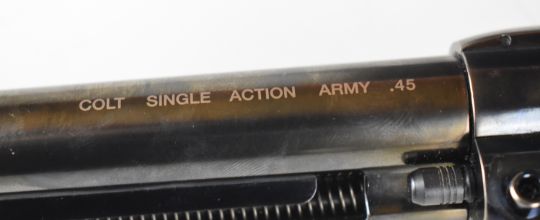 COLT SINGLE ACTION ARMY .45